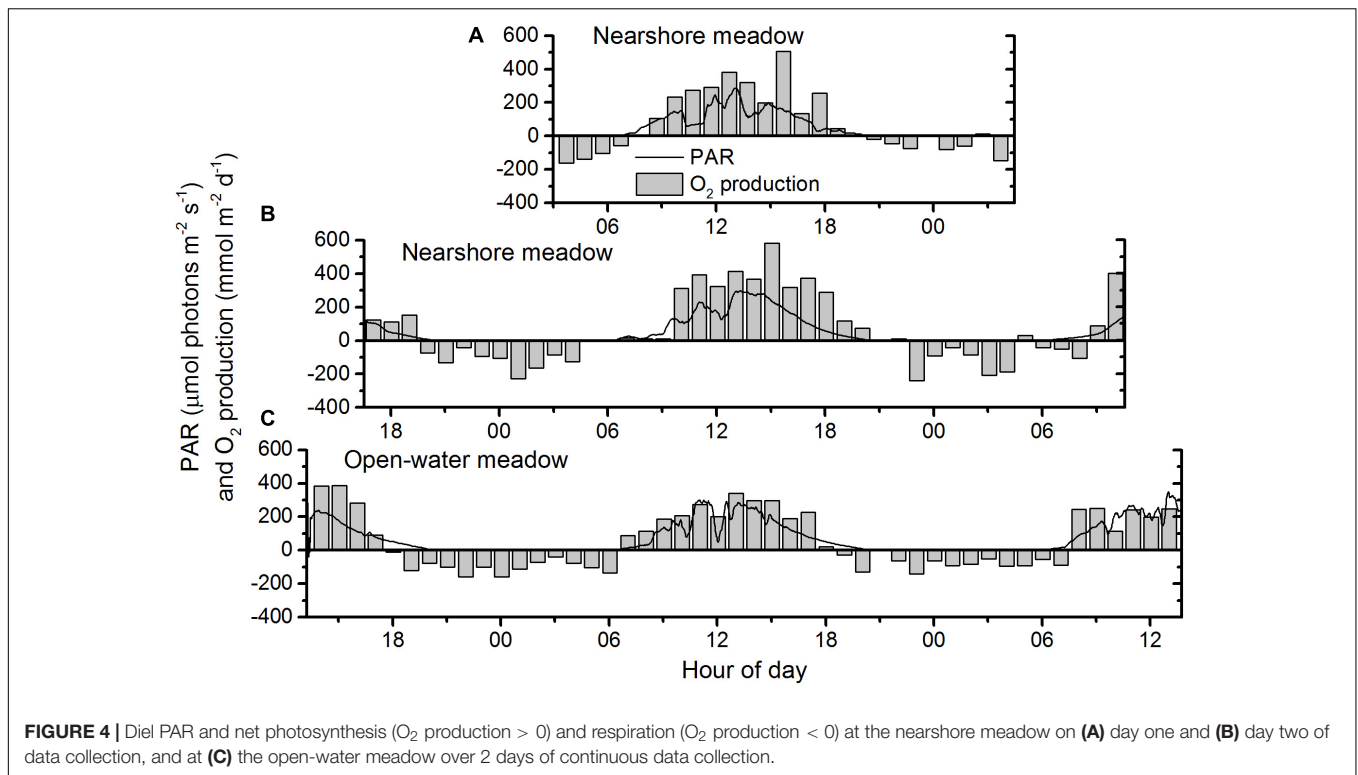 A
Nearshore meadow
600
400
200
0
-200
-400
PAR
O₂ production
06 12 18 00
B
Nearshore meadow
600
400
200
0
-200
-400
18 00 06 12 18 00 06
C
Open-water meadow
600
400
200
0
-200
-400
18 00 06 12 18 00 06 12
PAR (μmol photons m⁻² s⁻¹)
and O₂ production (mmol m⁻² d⁻¹)
Hour of day
FIGURE 4 | Diel PAR and net photosynthesis (O₂ production > 0) and respiration (O₂ production < 0) at the nearshore meadow on (A) day one and (B) day two of
data collection, and at (C) the open-water meadow over 2 days of continuous data collection.